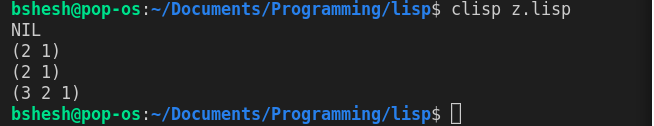 bshesh@pop-os:~/Documents/Programming/lisp$ clisp z.lisp
NIL
(2 1)
(2 1)
(3 2 1)
bshesh@pop-os:~/Documents/Programming/lisp$